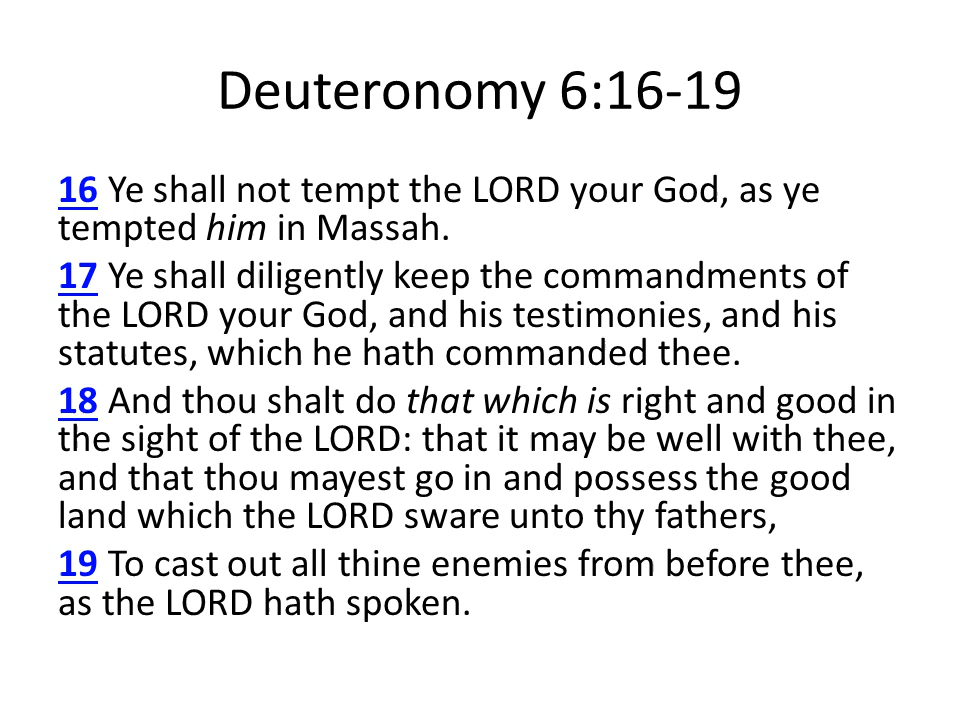 Deuteronomy 6:16-19
16 Ye shall not tempt the LORD your God, as ye
tempted him in Massah.
17 Ye shall diligently keep the commandments of
the LORD your God, and his testimonies, and his
statutes, which he hath commanded thee.
18 And thou shalt do that which is right and good in
the sight of the LORD: that it may be well with thee,
and that thou mayest go in and possess the good
land which the LORD sware unto thy fathers,
19 To cast out all thine enemies from before thee,
as the LORD hath spoken.